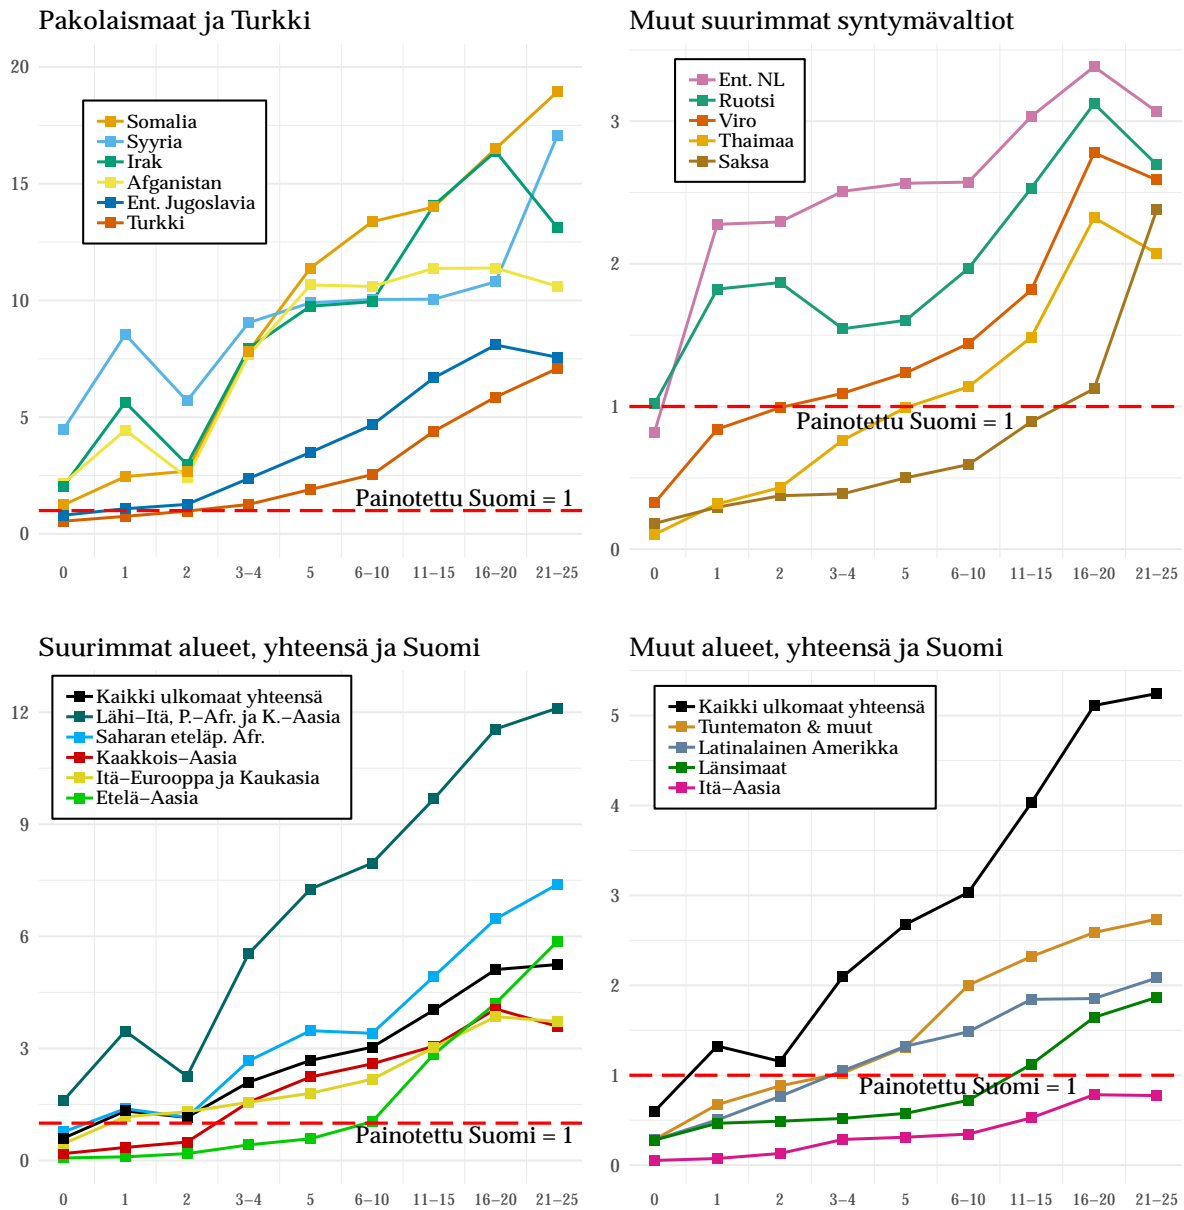 Pakolaismaat ja Turkki
20
15
10
5
0
Somalia
Syyria
Irak
Afganistan
Ent. Jugoslavia
Turkki
Painotettu Suomi = 1
0 1 2 3–4 5 6–10 11–15 16–20 21–25
Muut suurimmat syntymävaltiot
3
2
1
0
Ent. NL
Ruotsi
Viro
Thaimaa
Saksa
Painotettu Suomi = 1
0 1 2 3–4 5 6–10 11–15 16–20 21–25
Suurimmat alueet, yhteensä ja Suomi
12
9
6
3
0
Kaikki ulkomaat yhteensä
Lähi–Itä, P.–Afr. ja K.–Aasia
Saharan eteläp. Afr.
Kaakkois–Aasia
Itä–Eurooppa ja Kaukasia
Etelä–Aasia
Painotettu Suomi = 1
0 1 2 3–4 5 6–10 11–15 16–20 21–25
Muut alueet, yhteensä ja Suomi
5
4
3
2
1
0
Kaikki ulkomaat yhteensä
Tuntematon & muut
Latinalainen Amerikka
Länsimaat
Itä–Aasia
Painotettu Suomi = 1
0 1 2 3–4 5 6–10 11–15 16–20 21–25